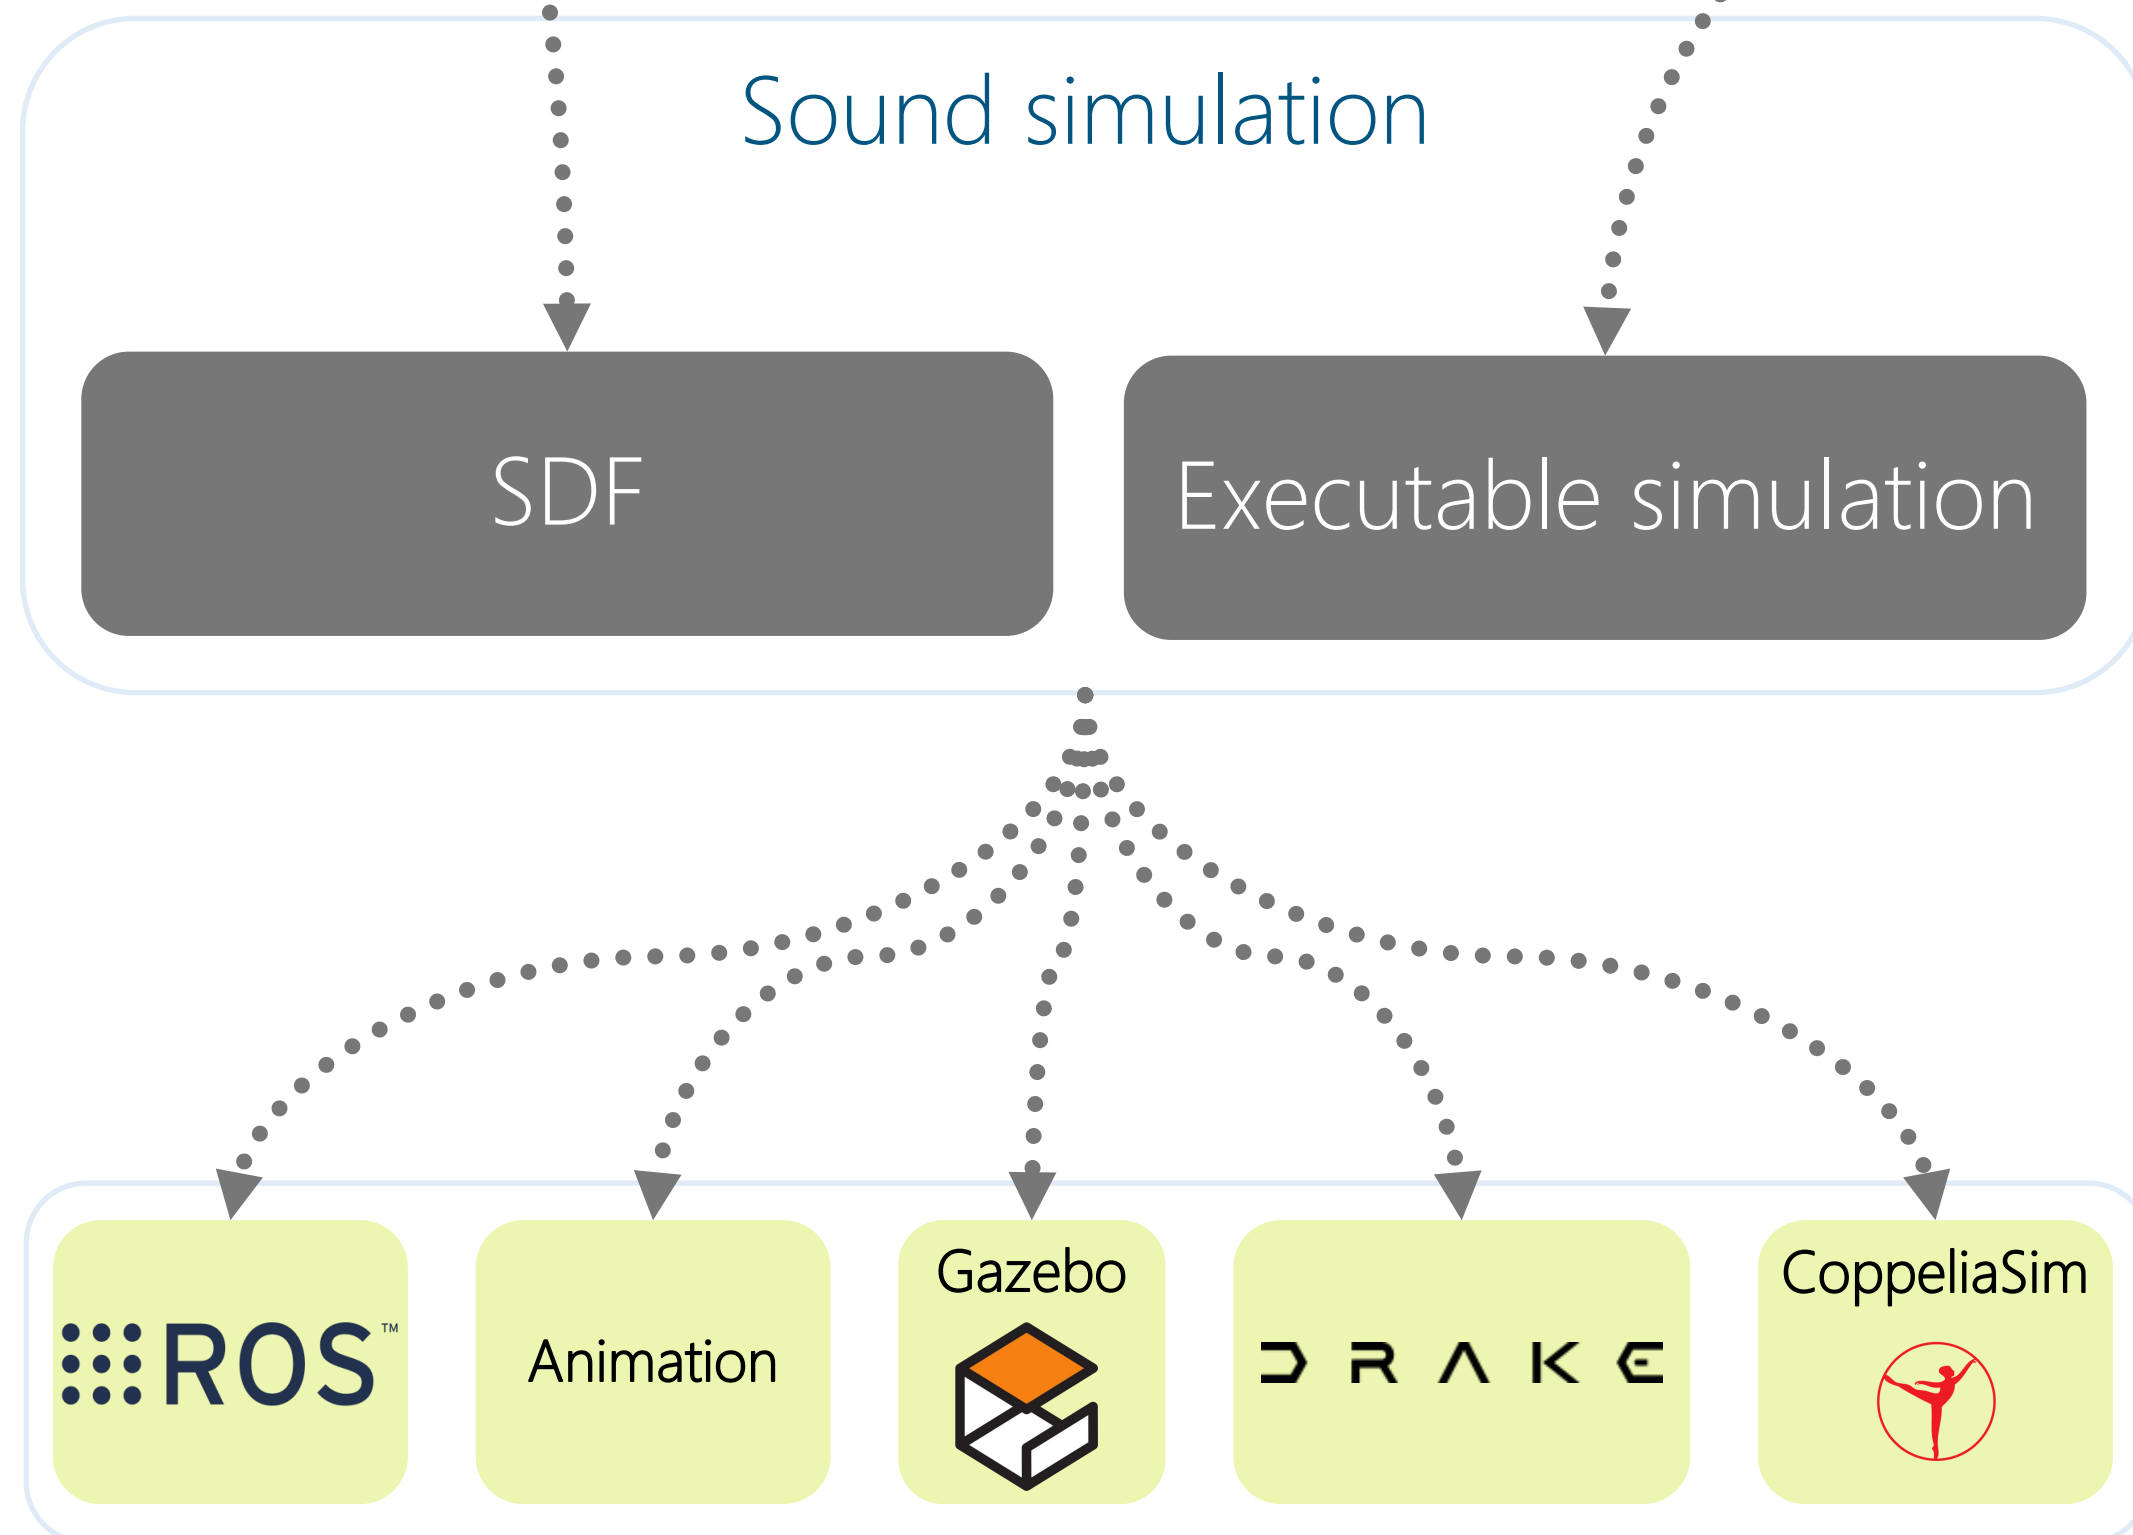 Sound simulation
SDF
Executable simulation
ROS™
Animation
Gazebo
DRAKE
CoppeliaSim